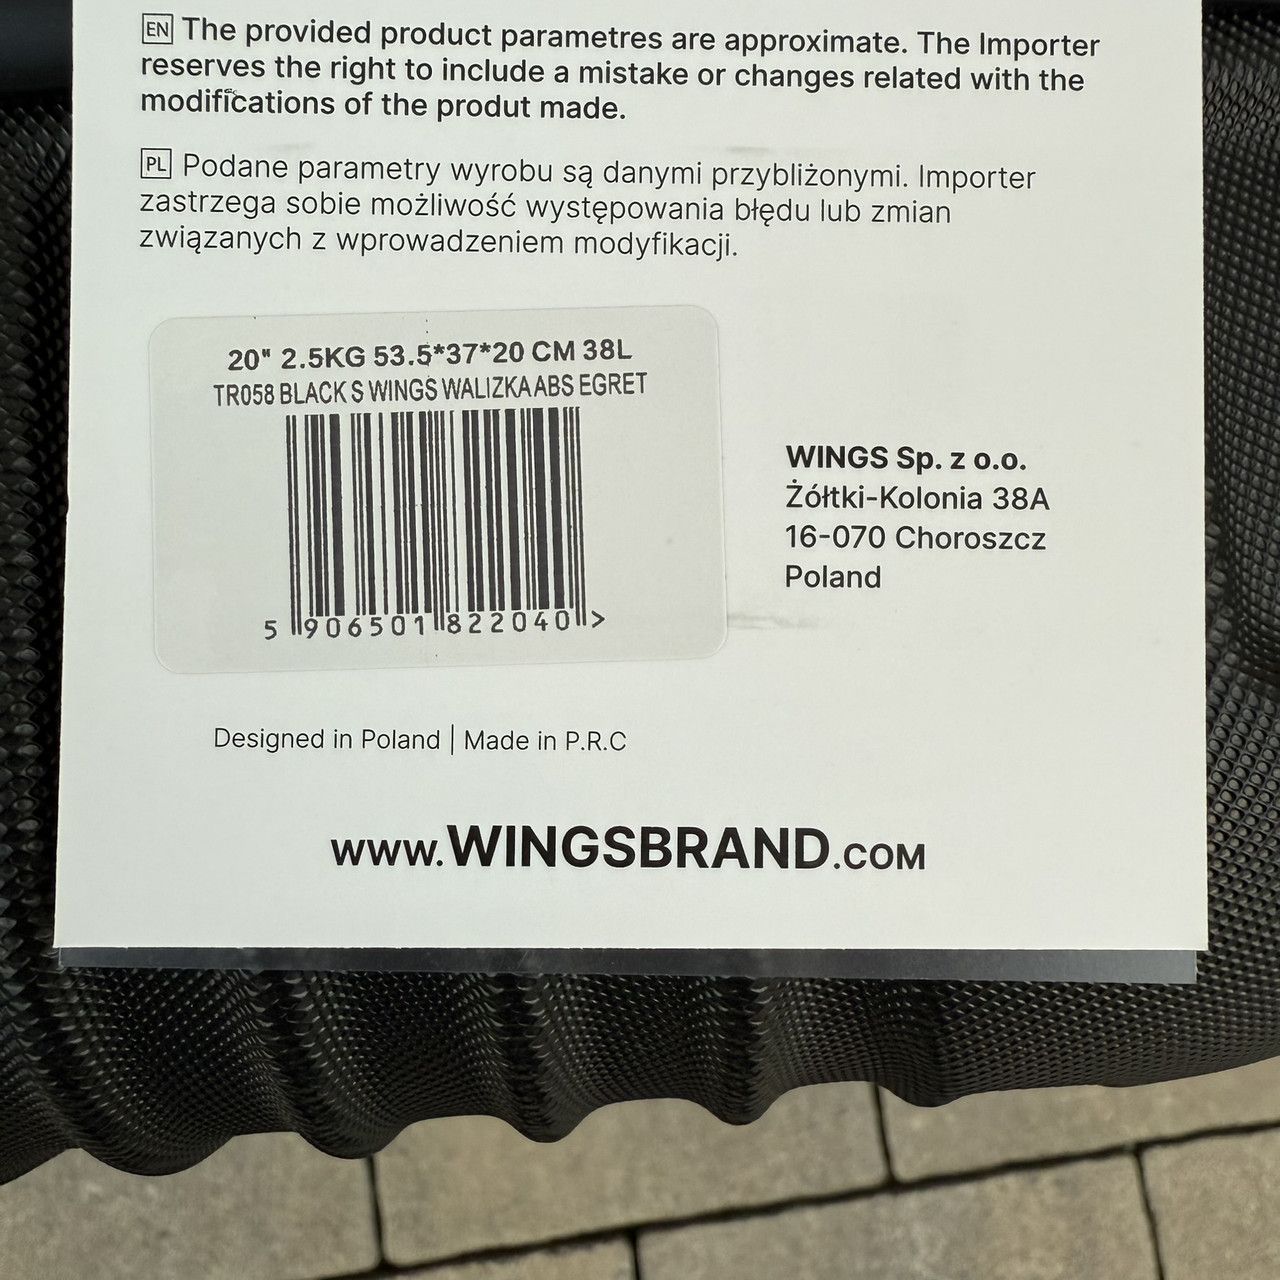 EN The provided product parametres are approximate. The Importer
reserves the right to include a mistake or changes related with the
modifications of the produt made.
PL Podane parametry wyrobu są danymi przybliżonymi. Importer
zastrzega sobie możliwość występowania błędu lub zmian
związanych z wprowadzeniem modyfikacji.
20" 2.5KG 53.5*37*20 CM 38L
TR058 BLACK S WINGS WALIZKA ABS EGRET
5 906501 822040 >
WINGS Sp. z o.o.
Żółtki-Kolonia 38A
16-070 Choroszcz
Poland
Designed in Poland | Made in P.R.C
www.WINGSBRAND.COM